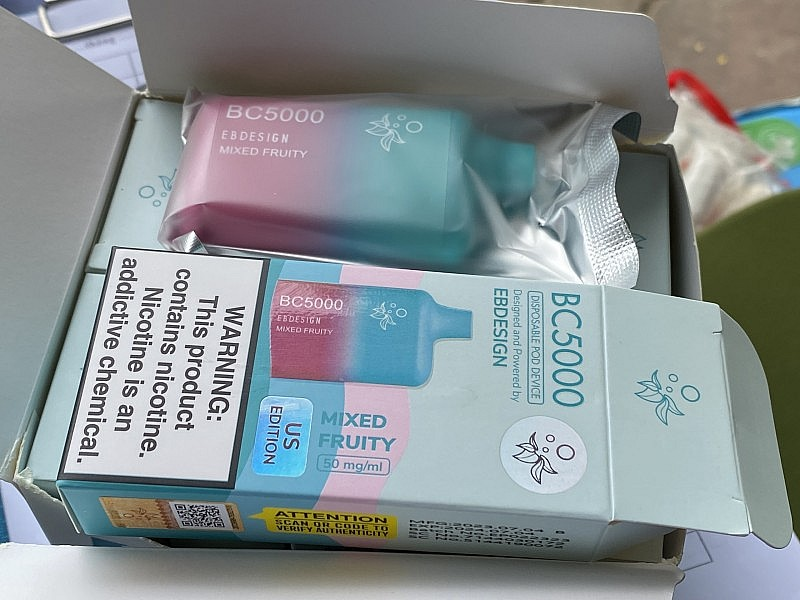 BC5000
EBDESIGN
MIXED FRUITY
WARNING:
This product
contains nicotine.
Nicotine is an
addictive chemical.
BC5000
EBDESIGN
MIXED FRUITY
US
EDITION
MIXED
FRUITY
50 mg/ml
BC5000
DISPOSABLE POD DEVICE
Designed and Powered by
EBDESIGN
ATTENTION
SCAN QR CODE TO
VERIFY AUTHENTICITY